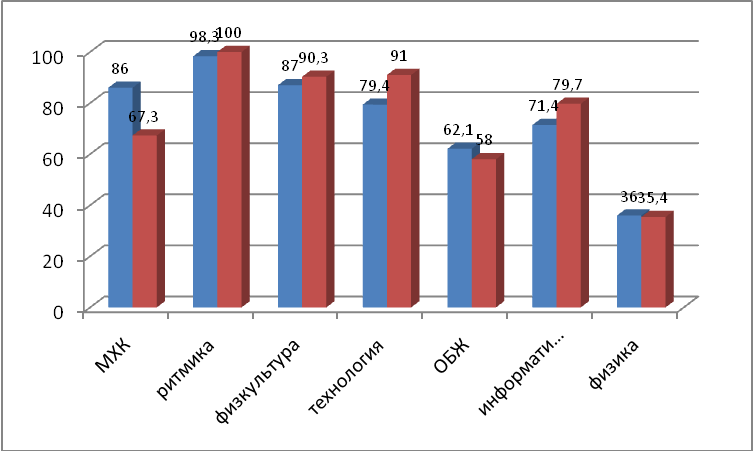 100
80
60
40
20
0
86
67,3
98,3
100
87
90,3
79,4
91
62,1
58
71,4
79,7
36
35,4
МХК
ритмика
физкультура
технология
ОБЖ
информати...
физика